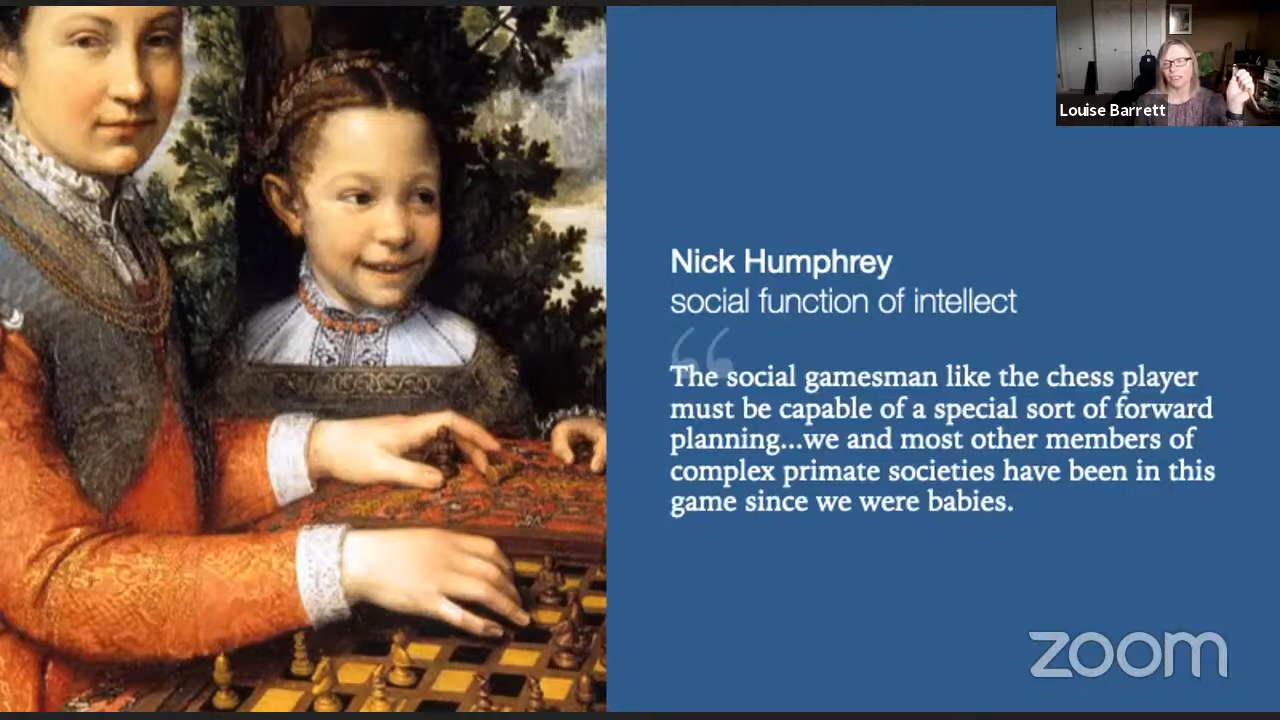 Louise Barrett
Nick Humphrey
social function of intellect
“
The social gamesman like the chess player
must be capable of a special sort of forward
planning...we and most other members of
complex primate societies have been in this
game since we were babies.
zoom